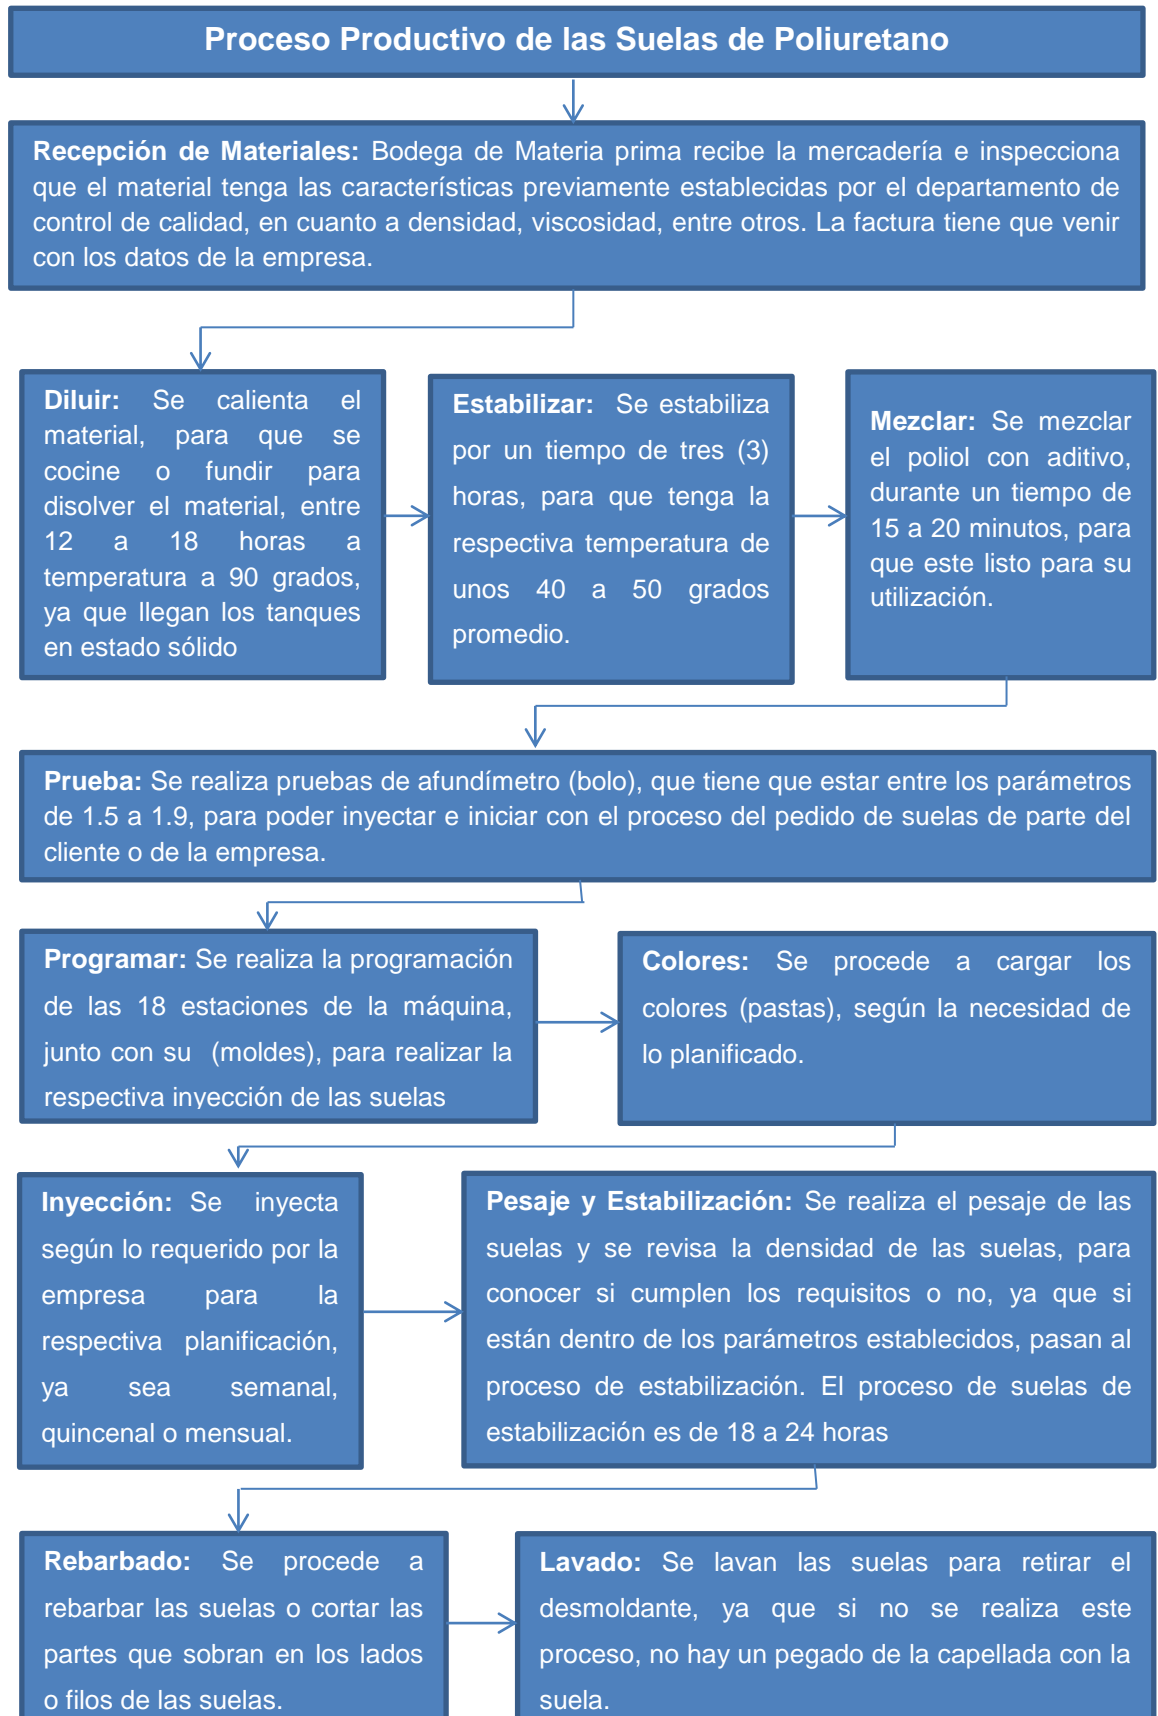 Proceso Productivo de las Suelas de Poliuretano
Recepción de Materiales: Bodega de Materia prima recibe la mercadería e inspecciona
que el material tenga las características previamente establecidas por el departamento de
control de calidad, en cuanto a densidad, viscosidad, entre otros. La factura tiene que venir
con los datos de la empresa.
Diluir: Se calienta el
material, para que se
cocine o fundir para
disolver el material, entre
12 a 18 horas a
temperatura a 90 grados,
ya que llegan los tanques
en estado sólido
Estabilizar: Se estabiliza
por un tiempo de tres (3)
horas, para que tenga la
respectiva temperatura de
unos 40 a 50 grados
promedio.
Mezclar: Se mezclar
el poliol con aditivo,
durante un tiempo de
15 a 20 minutos, para
que este listo para su
utilización.
Prueba: Se realiza pruebas de afundímetro (bolo), que tiene que estar entre los parámetros
de 1.5 a 1.9, para poder inyectar e iniciar con el proceso del pedido de suelas de parte del
cliente o de la empresa.
Programar: Se realiza la programación
de las 18 estaciones de la máquina,
junto con su (moldes), para realizar la
respectiva inyección de las suelas
Colores: Se procede a cargar los
colores (pastas), según la necesidad de
lo planificado.
Inyección: Se inyecta
según lo requerido por la
empresa para la
respectiva planificación,
ya sea semanal,
quincenal o mensual.
Pesaje y Estabilización: Se realiza el pesaje de las
suelas y se revisa la densidad de las suelas, para
conocer si cumplen los requisitos o no, ya que si
están dentro de los parámetros establecidos, pasan al
proceso de estabilización. El proceso de suelas de
estabilización es de 18 a 24 horas
Rebarbado: Se procede a
rebarbar las suelas o cortar las
partes que sobran en los lados
o filos de las suelas.
Lavado: Se lavan las suelas para retirar el
desmoldante, ya que si no se realiza este
proceso, no hay un pegado de la capellada con la
suela.